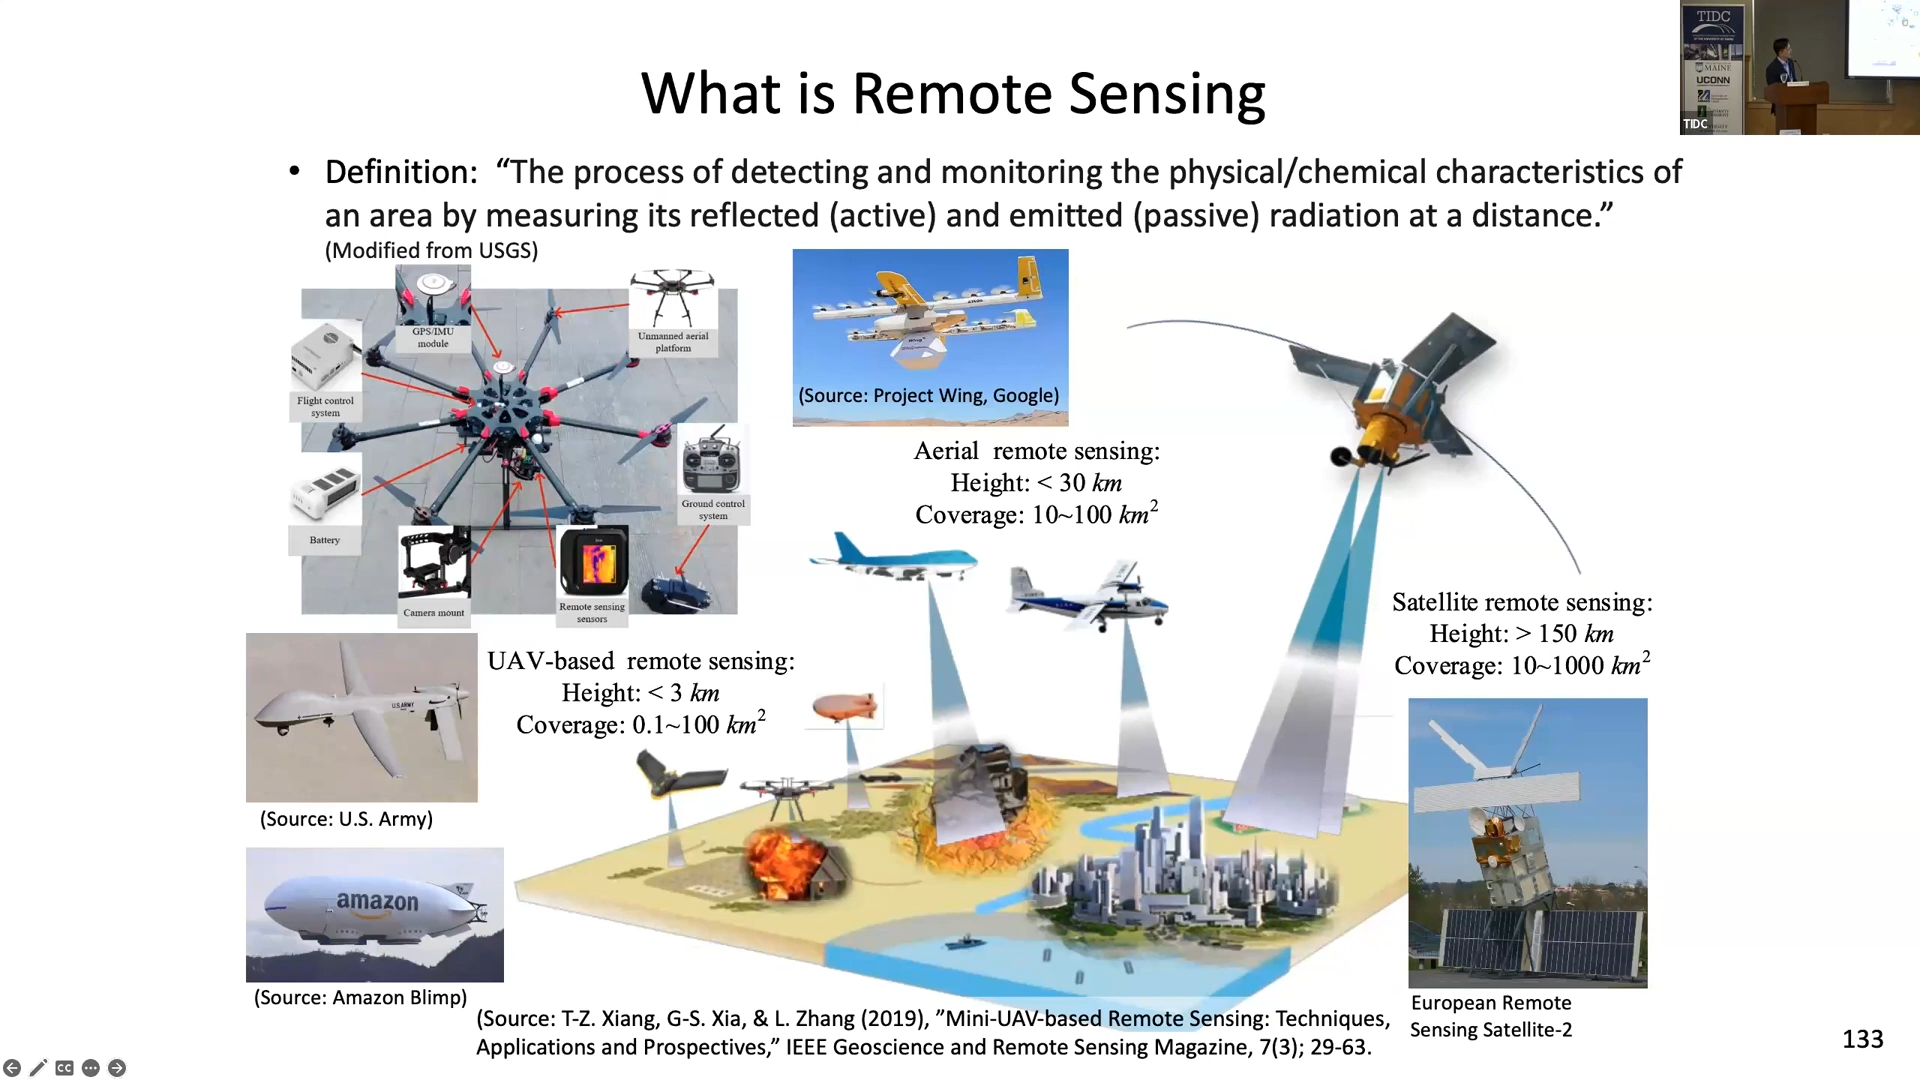 What is Remote Sensing
• Definition: “The process of detecting and monitoring the physical/chemical characteristics of
an area by measuring its reflected (active) and emitted (passive) radiation at a distance.”
(Modified from USGS)
GPS/IMU
module
Unmanned aerial
platform
Flight control
system
Ground control
system
Battery
Camera mount
Remote sensing
sensors
(Source: Project Wing, Google)
Aerial remote sensing:
Height: < 30 km
Coverage: 10~100 km²
Satellite remote sensing:
Height: > 150 km
Coverage: 10~1000 km²
UAV-based remote sensing:
Height: < 3 km
Coverage: 0.1~100 km²
U.S. ARMY
(Source: U.S. Army)
amazon
(Source: Amazon Blimp)
(Source: T-Z. Xiang, G-S. Xia, & L. Zhang (2019), ”Mini-UAV-based Remote Sensing: Techniques,
Applications and Prospectives,” IEEE Geoscience and Remote Sensing Magazine, 7(3); 29-63.
European Remote
Sensing Satellite-2
133
TIDC
MAINE
UCONN
TIDC
CC